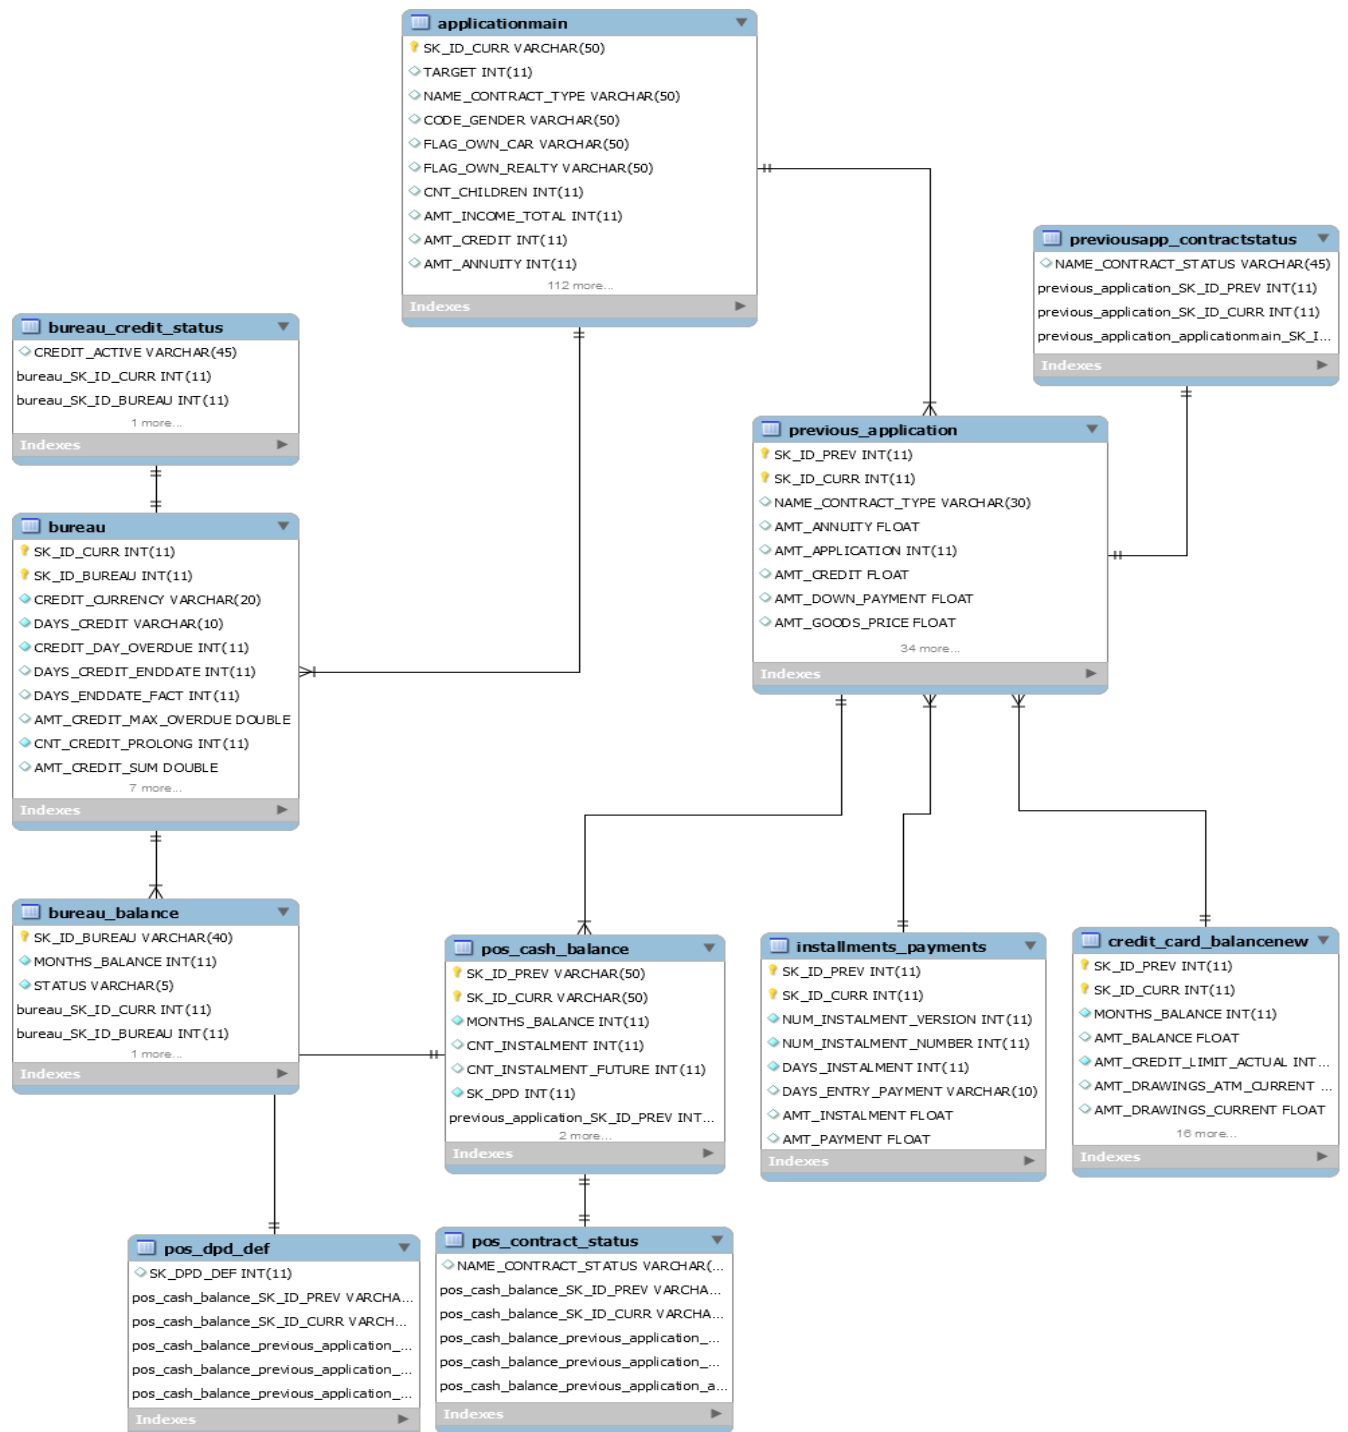 applicationmain
SK_ID_CURR VARCHAR(50)
TARGET INT(11)
NAME_CONTRACT_TYPE VARCHAR(50)
CODE_GENDER VARCHAR(50)
FLAG_OWN_CAR VARCHAR(50)
FLAG_OWN_REALTY VARCHAR(50)
CNT_CHILDREN INT(11)
AMT_INCOME_TOTAL INT(11)
AMT_CREDIT INT(11)
AMT_ANNUITY INT(11)
112 more...
Indexes
previousapp_contractstatus
NAME_CONTRACT_STATUS VARCHAR(45)
previous_application_SK_ID_PREV INT(11)
previous_application_SK_ID_CURR INT(11)
previous_application_applicationmain_SK_I...
Indexes
bureau_credit_status
CREDIT_ACTIVE VARCHAR(45)
bureau_SK_ID_CURR INT(11)
bureau_SK_ID_BUREAU INT(11)
1 more...
Indexes
previous_application
SK_ID_PREV INT(11)
SK_ID_CURR INT(11)
NAME_CONTRACT_TYPE VARCHAR(30)
AMT_ANNUITY FLOAT
AMT_APPLICATION INT(11)
AMT_CREDIT FLOAT
AMT_DOWN_PAYMENT FLOAT
AMT_GOODS_PRICE FLOAT
34 more...
Indexes
bureau
SK_ID_CURR INT(11)
SK_ID_BUREAU INT(11)
CREDIT_CURRENCY VARCHAR(20)
DAYS_CREDIT VARCHAR(10)
CREDIT_DAY_OVERDUE INT(11)
DAYS_CREDIT_ENDDATE INT(11)
DAYS_ENDDATE_FACT INT(11)
AMT_CREDIT_MAX_OVERDUE DOUBLE
CNT_CREDIT_PROLONG INT(11)
AMT_CREDIT_SUM DOUBLE
7 more...
Indexes
bureau_balance
SK_ID_BUREAU VARCHAR(40)
MONTHS_BALANCE INT(11)
STATUS VARCHAR(5)
bureau_SK_ID_CURR INT(11)
bureau_SK_ID_BUREAU INT(11)
1 more...
Indexes
pos_cash_balance
SK_ID_PREV VARCHAR(50)
SK_ID_CURR VARCHAR(50)
MONTHS_BALANCE INT(11)
CNT_INSTALMENT INT(11)
CNT_INSTALMENT_FUTURE INT(11)
SK_DPD INT(11)
previous_application_SK_ID_PREV INT...
2 more...
Indexes
installments_payments
SK_ID_PREV INT(11)
SK_ID_CURR INT(11)
NUM_INSTALMENT_VERSION INT(11)
NUM_INSTALMENT_NUMBER INT(11)
DAYS_INSTALMENT INT(11)
DAYS_ENTRY_PAYMENT VARCHAR(10)
AMT_INSTALMENT FLOAT
AMT_PAYMENT FLOAT
Indexes
credit_card_balancenew
SK_ID_PREV INT(11)
SK_ID_CURR INT(11)
MONTHS_BALANCE INT(11)
AMT_BALANCE FLOAT
AMT_CREDIT_LIMIT_ACTUAL INT...
AMT_DRAWINGS_ATM_CURRENT ...
AMT_DRAWINGS_CURRENT FLOAT
16 more...
Indexes
pos_dpd_def
SK_DPD_DEF INT(11)
pos_cash_balance_SK_ID_PREV VARCHA...
pos_cash_balance_SK_ID_CURR VARCH...
pos_cash_balance_previous_application_...
pos_cash_balance_previous_application_...
pos_cash_balance_previous_application_...
Indexes
pos_contract_status
NAME_CONTRACT_STATUS VARCHAR(...
pos_cash_balance_SK_ID_PREV VARCHA...
pos_cash_balance_SK_ID_CURR VARCHA...
pos_cash_balance_previous_application_...
pos_cash_balance_previous_application_...
pos_cash_balance_previous_application_a...
Indexes